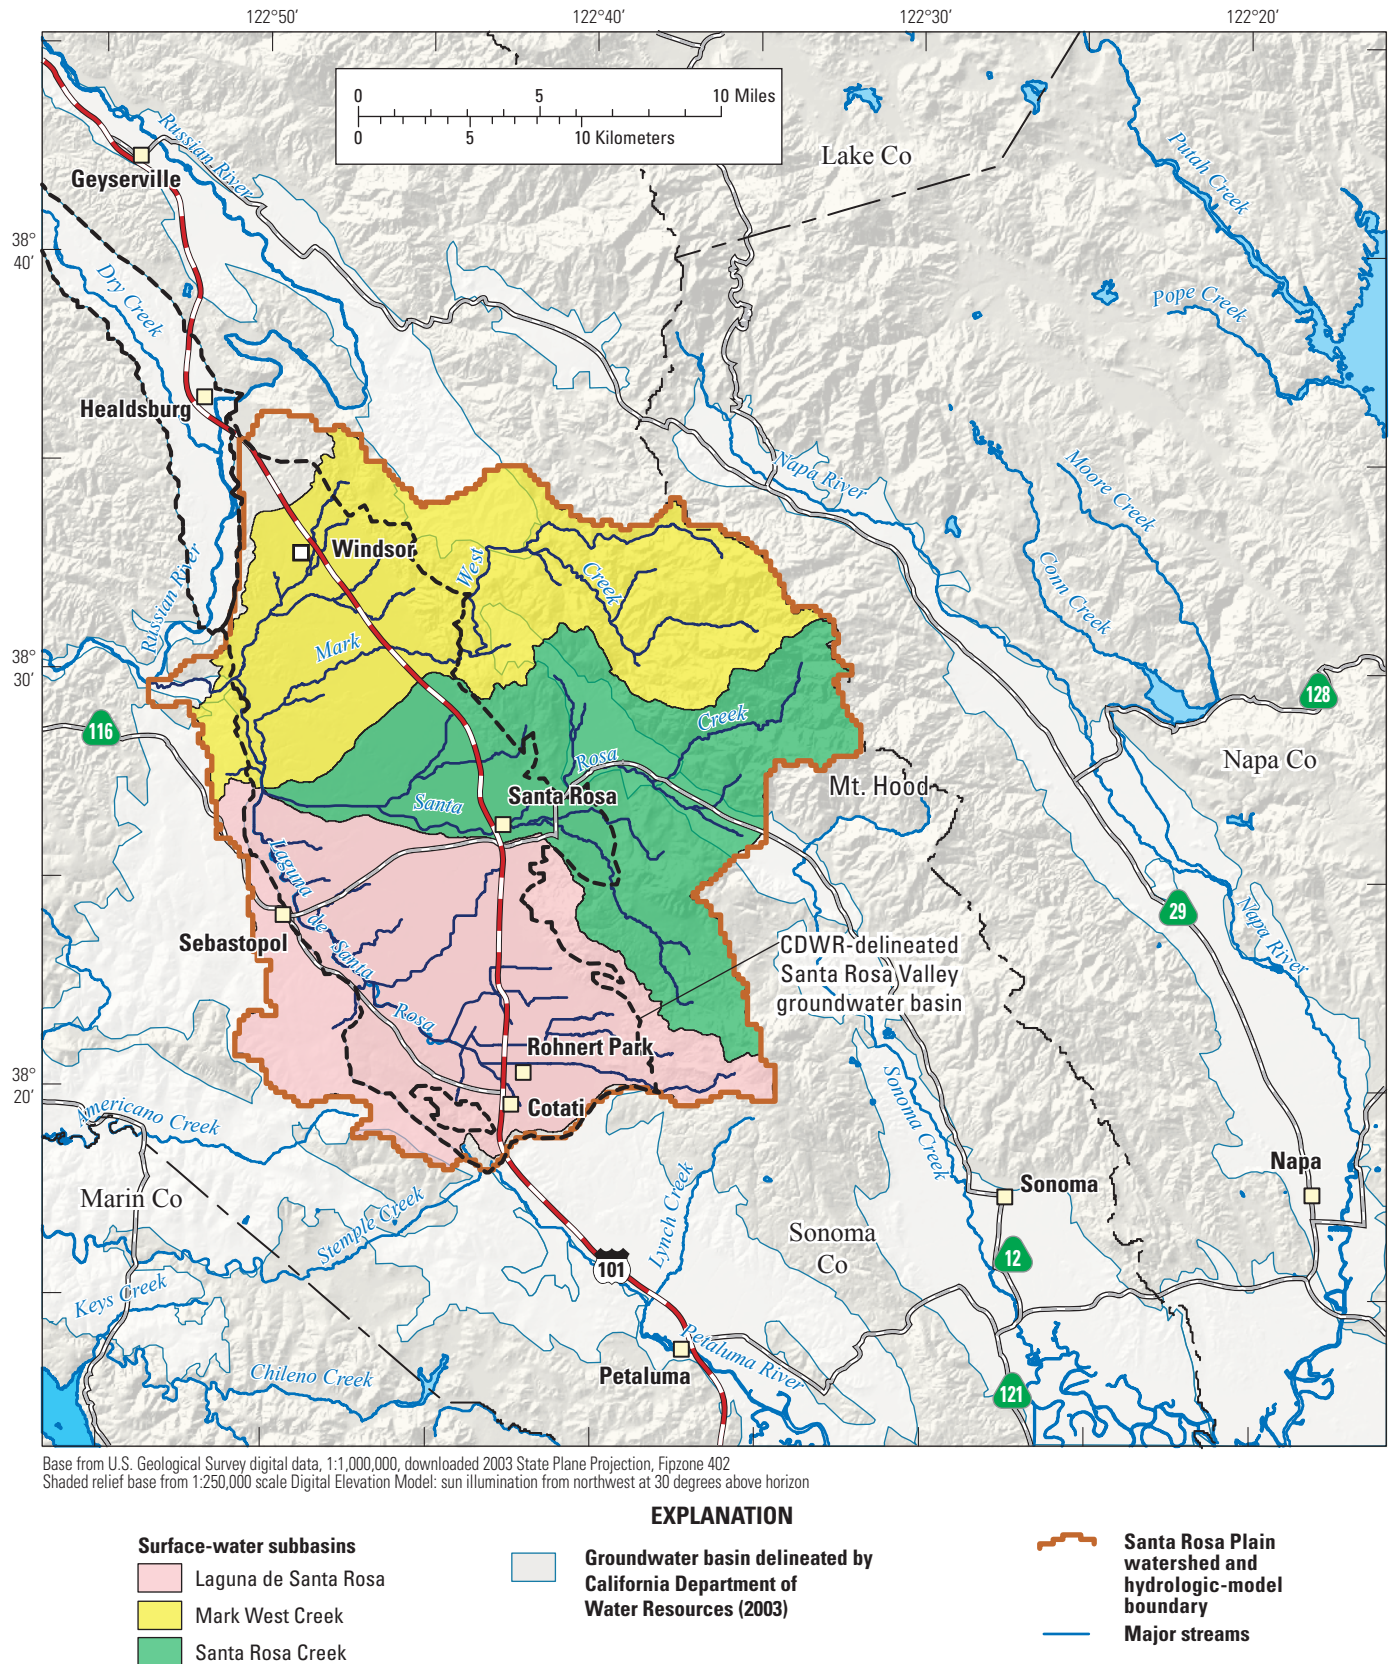 122°50′
122°40′
122°30′
122°20′
0 5 10 Miles
0 5 10 Kilometers
Lake Co
Russian River
Geyserville
Putah Creek
38°
40′
Dry Creek
Pope Creek
Healdsburg
Napa River
Moore Creek
Windsor
West
Creek
Conn Creek
Russian River
Mark
38°
30′
128
116
Creek
Napa Co
Rosa
Mt. Hood
Santa
Santa Rosa
Laguna
de
Santa
Rosa
29
Napa River
Sebastopol
CDWR-delineated
Santa Rosa Valley
groundwater basin
Rohnert Park
38°
20′
Sonoma Creek
Americano Creek
Cotati
Napa
Marin Co
Sonoma
Stemple Creek
Lynch Creek
Sonoma
Co
12
101
Keys Creek
Petaluma River
Chileno Creek
Petaluma
121
Base from U.S. Geological Survey digital data, 1:1,000,000, downloaded 2003 State Plane Projection, Fipzone 402
Shaded relief base from 1:250,000 scale Digital Elevation Model: sun illumination from northwest at 30 degrees above horizon
EXPLANATION
Surface-water subbasins
Laguna de Santa Rosa
Mark West Creek
Santa Rosa Creek
Groundwater basin delineated by
California Department of
Water Resources (2003)
Santa Rosa Plain
watershed and
hydrologic-model
boundary
Major streams